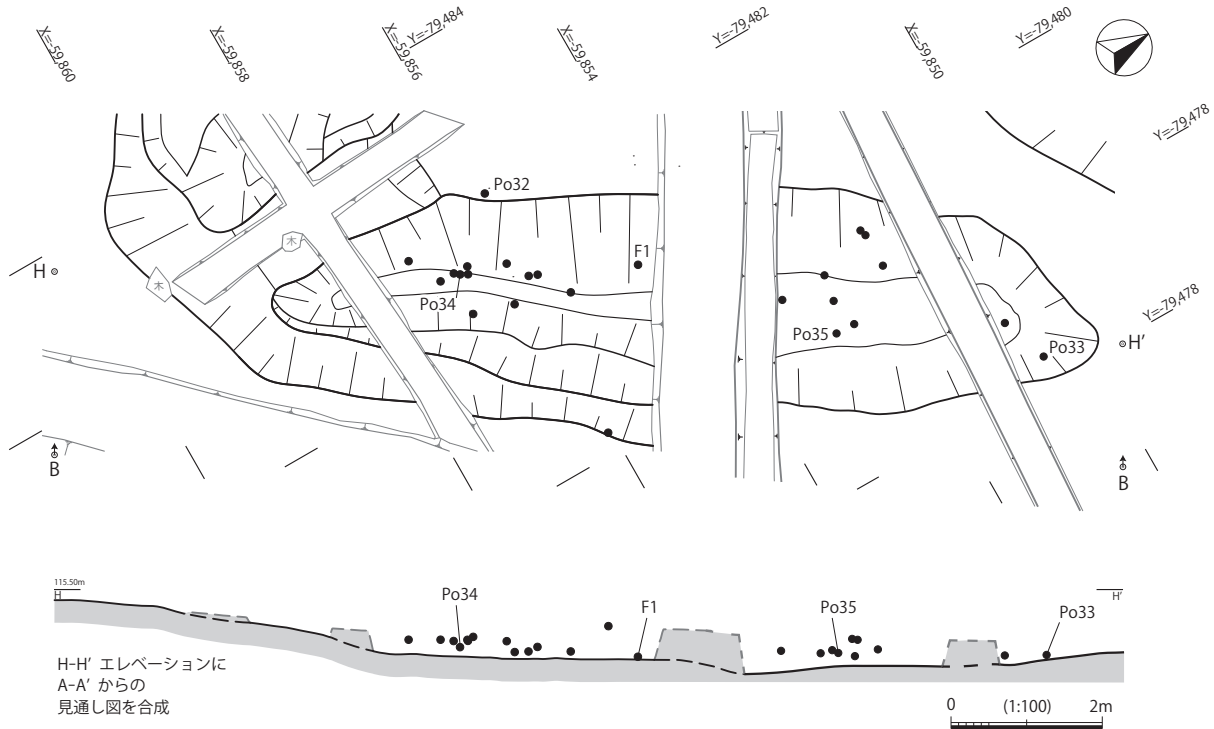 X=-59,860
X=-59,858
X=-59,856
Y=-79,484
X=-59,854
Y=-79,482
X=-59,850
Y=-79,480
Y=-79,478
Po32
木
F1
H
木
Po34
Po35
Y=-79,478
Po33
H'
B
B
115.50m
H
Po34
F1
Po35
Po33
H'
H-H' エレベーションに
A-A' からの
見通し図を合成
0 (1:100) 2m